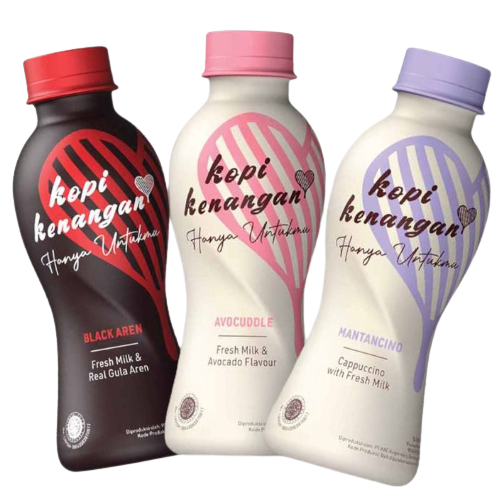 kopi
kenangan
Hanya Untukmu
BLACK AREN
Fresh Milk &
Real Gula Aren
kopi
kenangan
Hanya Untukmu
AVOCUDDLE
Fresh Milk &
Avocado Flavour
kopi
kenangan
Hanya Untukmu
MANTANCINO
Cappuccino
with Fresh Milk